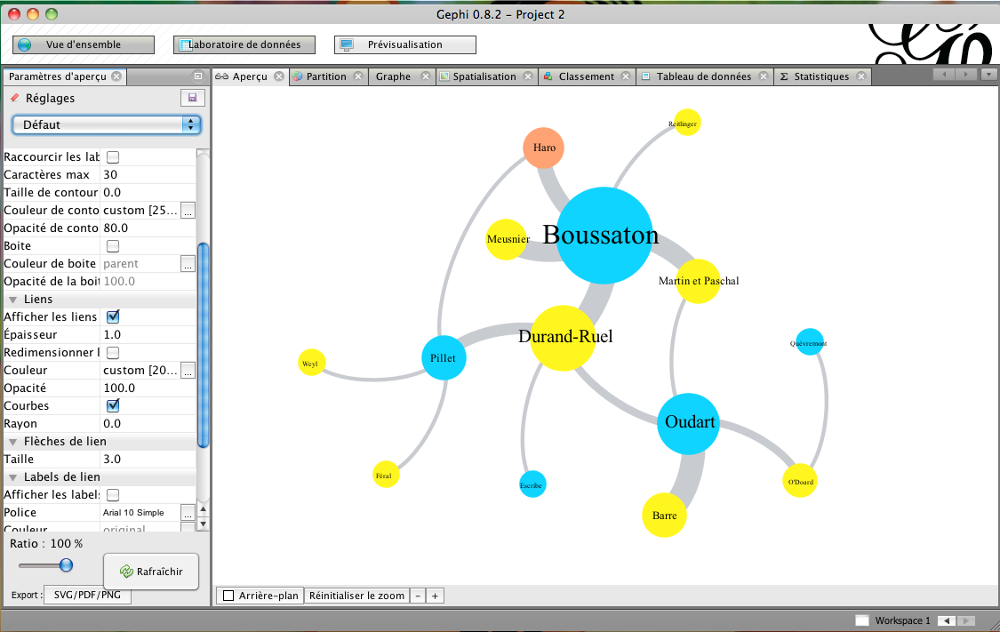 Gephi 0.8.2 - Project 2
Vue d'ensemble
Laboratoire de données
Prévisualisation
Paramètres d'aperçu
Aperçu
Partition
Graphe
Spatialisation
Classement
Tableau de données
Σ Statistiques
Réglages
Défaut
Raccourcir les lab
Caractères max 30
Taille de contour 0.0
Couleur de conto custom [25... ...
Opacité de conto 80.0
Boite
Couleur de boite parent ...
Opacité de la boit 100.0
Liens
Afficher les liens
Épaisseur 1.0
Redimensionner l
Couleur custom [20... ...
Opacité 100.0
Courbes
Rayon 0.0
Flèches de lien
Taille 3.0
Labels de lien
Afficher les labels
Police Arial 10 Simple ...
Couleur original ...
Ratio : 100 %
Rafraîchir
Export : SVG/PDF/PNG
Reitlinger
Haro
Boussaton
Meusnier
Martin et Paschal
Durand-Ruel
Quévremont
Pillet
Weyl
Oudart
Féral
Escribe
O'Doard
Barre
Arrière-plan
Réinitialiser le zoom
-
+
Workspace 1